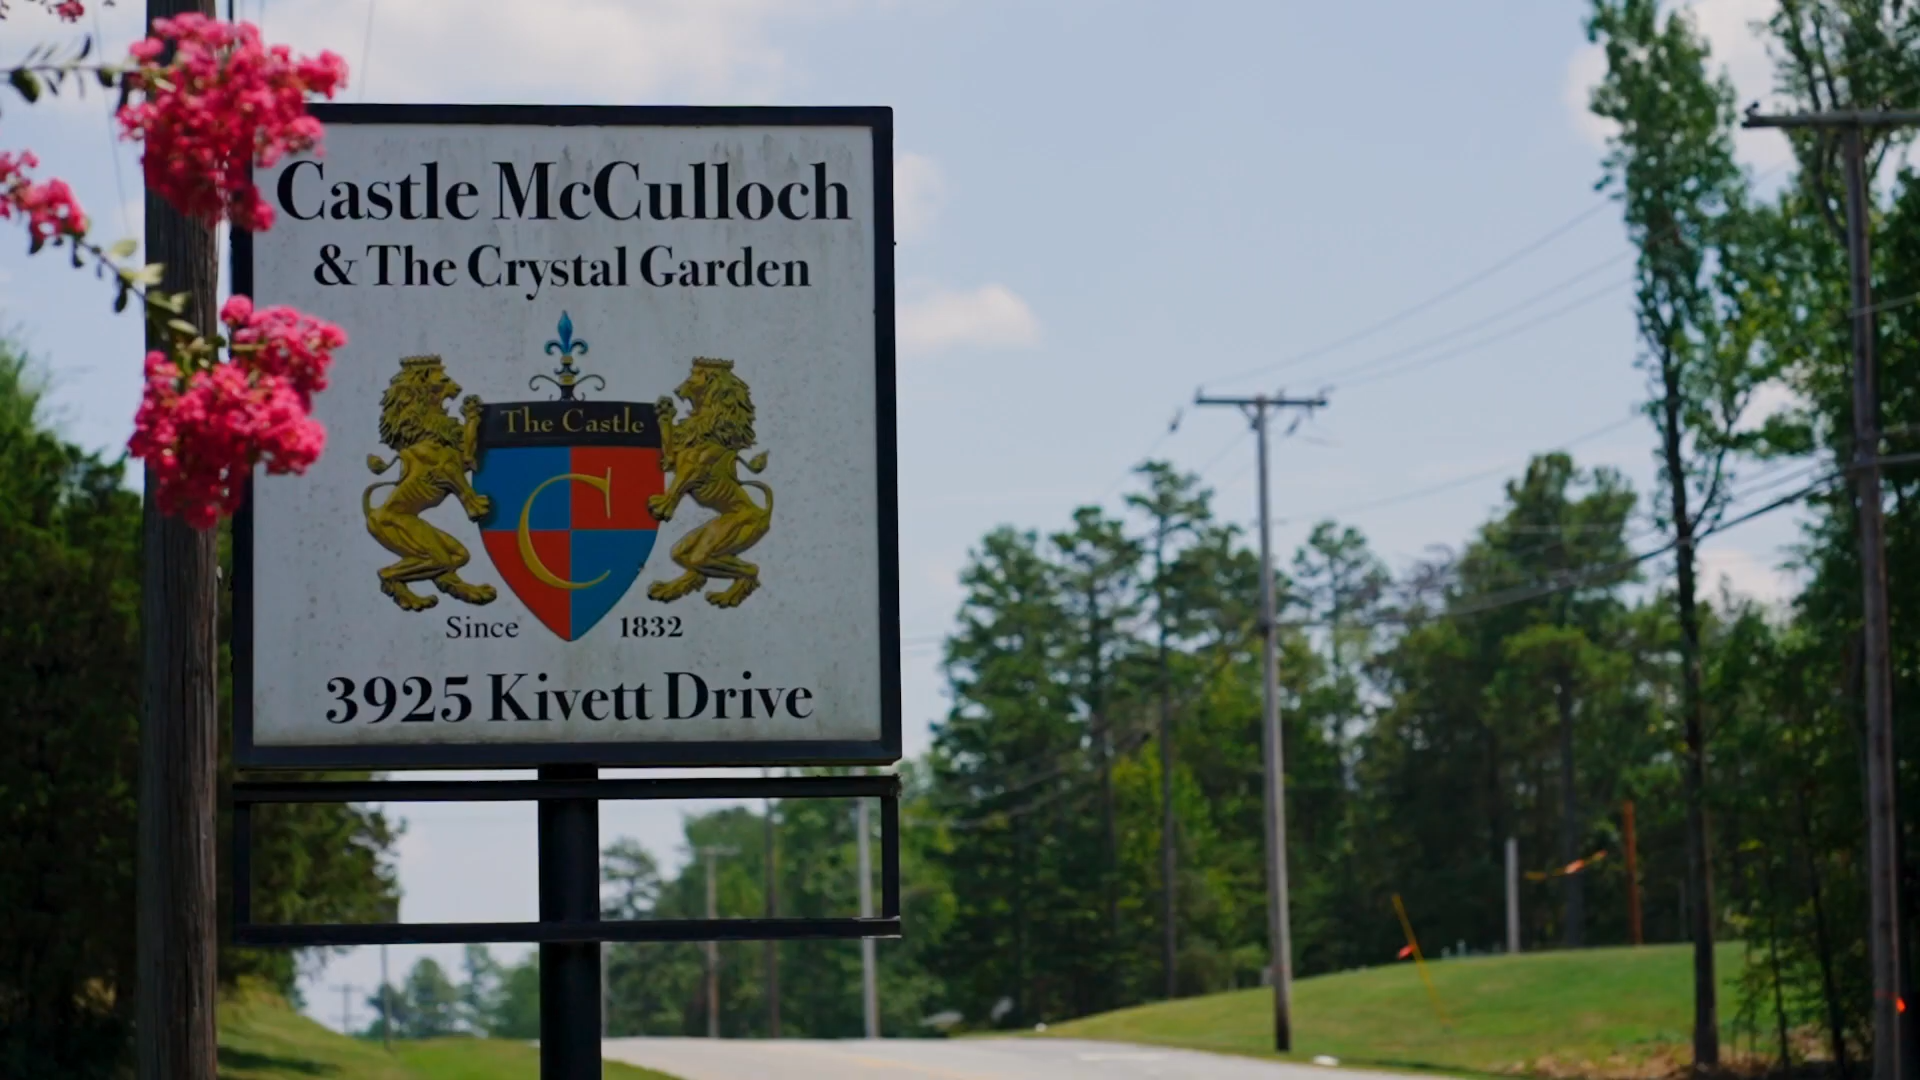 Castle McCulloch
& The Crystal Garden
The Castle
C
Since 1832
3925 Kivett Drive